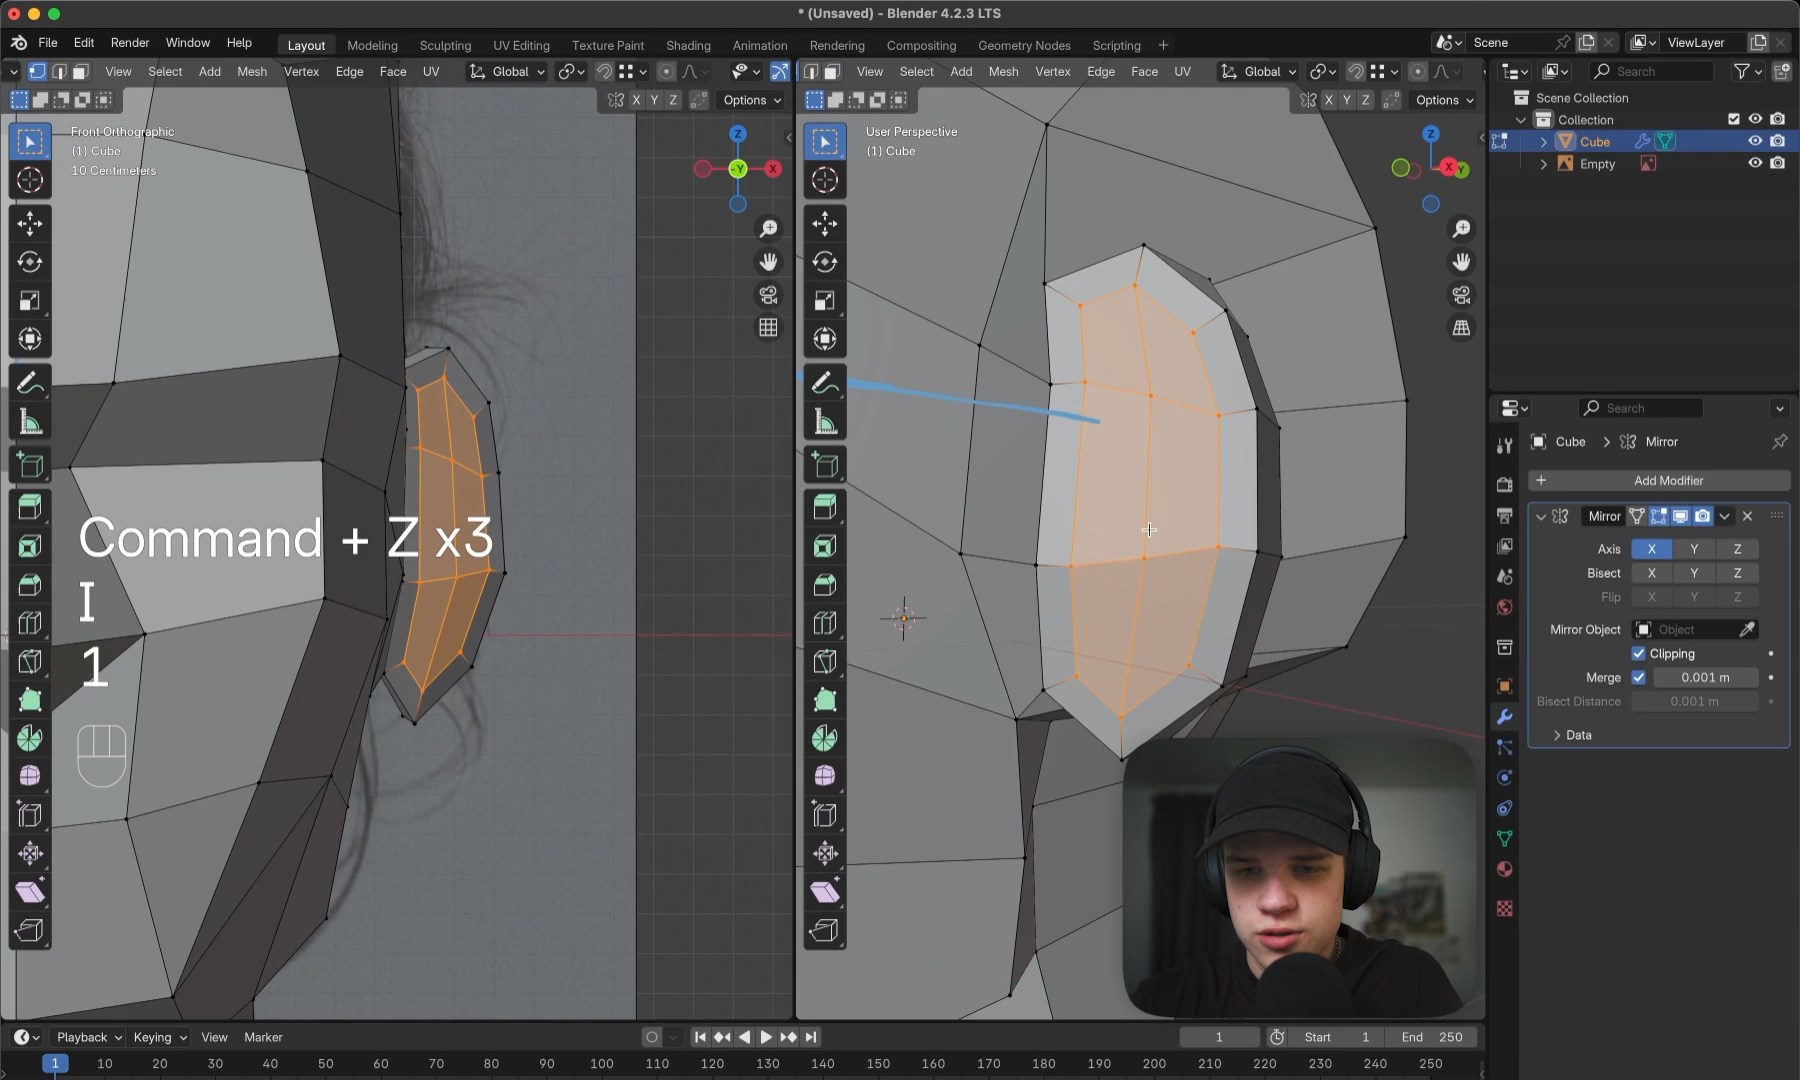 * (Unsaved) - Blender 4.2.3 LTS
File Edit Render Window Help Layout Modeling Sculpting UV Editing Texture Paint Shading Animation Rendering Compositing Geometry Nodes Scripting + Scene ViewLayer
View Select Add Mesh Vertex Edge Face UV Global
View Select Add Mesh Vertex Edge Face UV Global
Search
X Y Z Options
X Y Z Options
Scene Collection
Collection
Cube
Empty
Front Orthographic
(1) Cube
10 Centimeters
Z
-Y
X
User Perspective
(1) Cube
Z
X
Y
Command + Z x3
I
1
Search
Cube > Mirror
+ Add Modifier
Mirror
Axis X Y Z
Bisect X Y Z
Flip X Y Z
Mirror Object Object
Clipping
Merge 0.001 m
Bisect Distance 0.001 m
Data
Playback Keying View Marker
1 Start 1 End 250
1 10 20 30 40 50 60 70 80 90 100 110 120 130 140 150 160 170 180 190 200 210 220 230 240 250